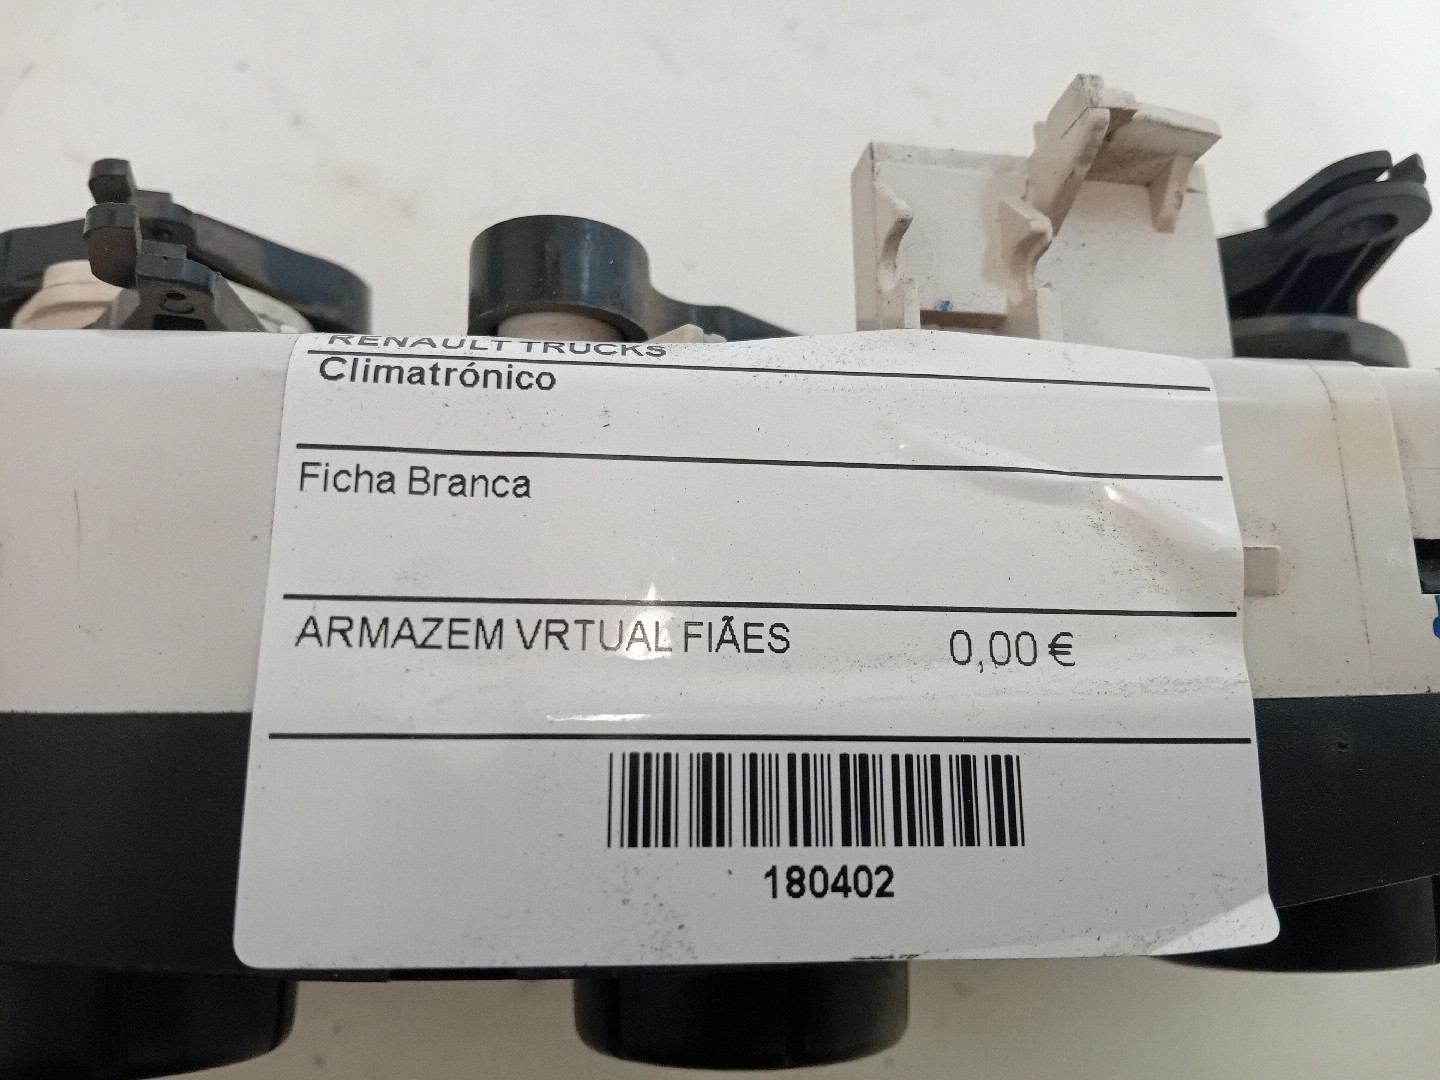 RENAULT TRUCKS
Climatrónico
Ficha Branca
ARMAZEM VRTUAL FIÃES 0,00 €
180402